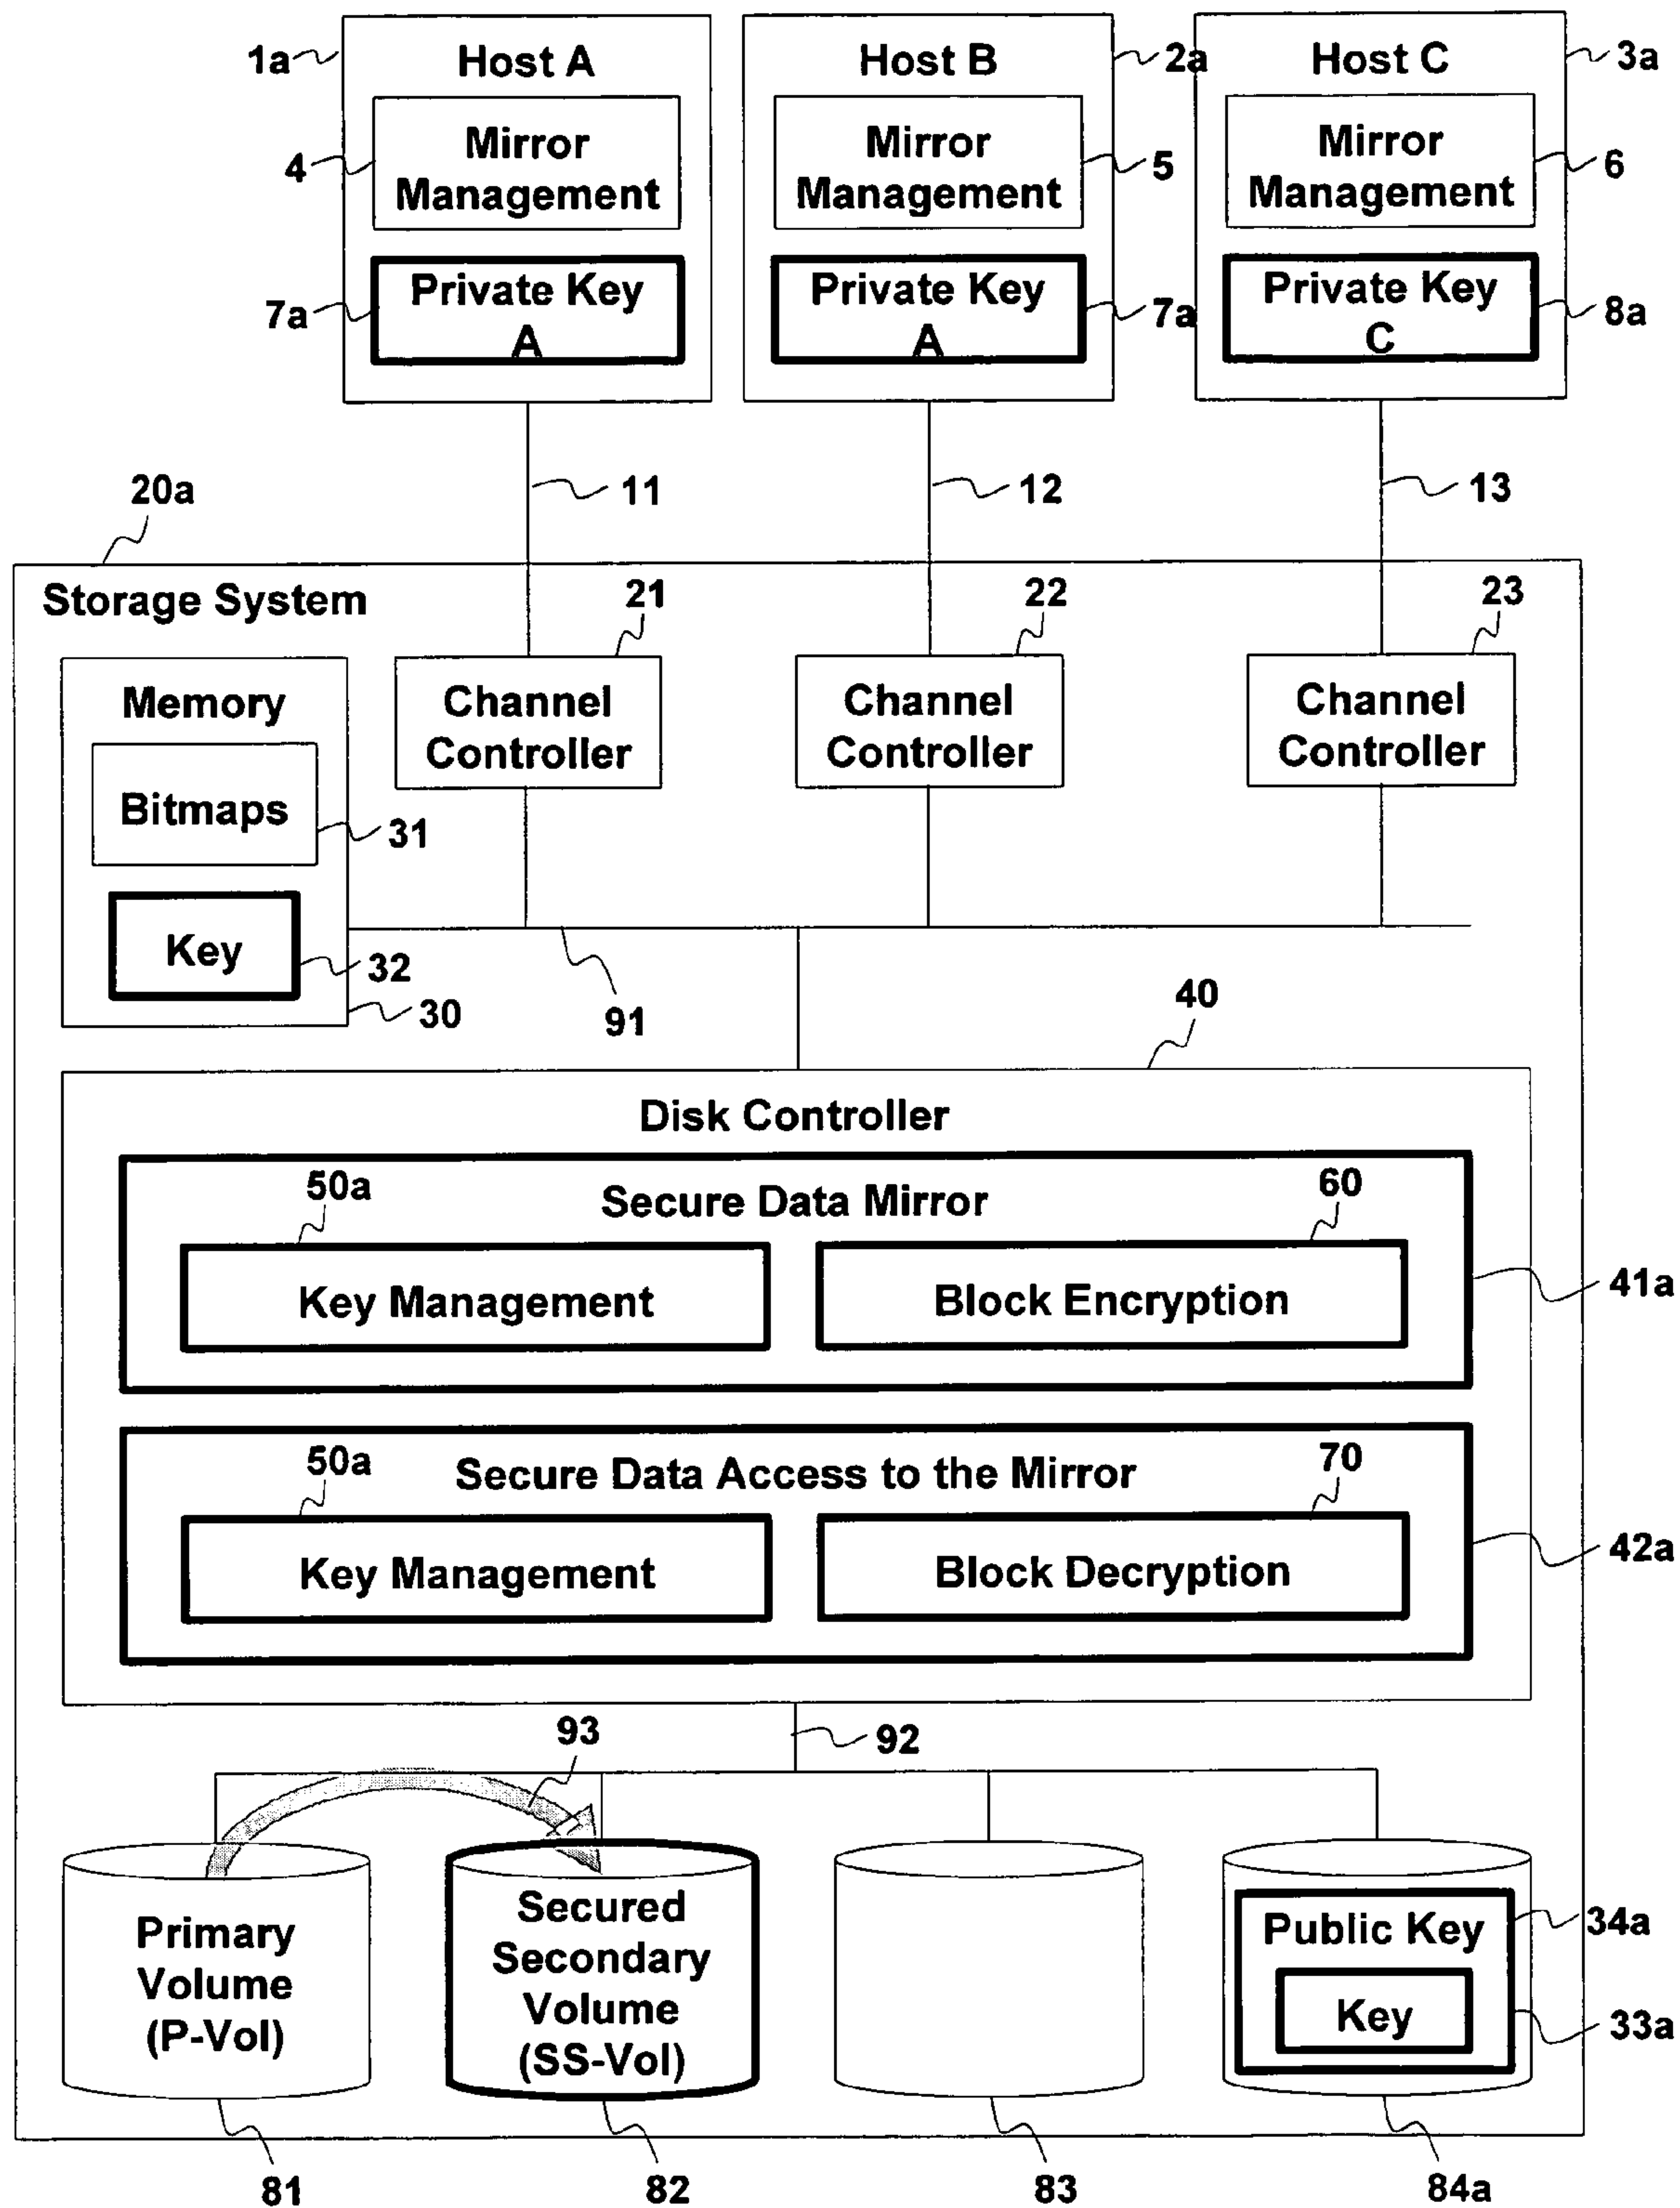 1a
Host A
Mirror
Management
4
Private Key
A
7a
Host B
2a
Mirror
Management
5
Private Key
A
7a
Host C
3a
Mirror
Management
6
Private Key
C
8a
11
12
13
20a
Storage System
21
22
23
Memory
Bitmaps
31
Key
32
30
Channel
Controller
Channel
Controller
Channel
Controller
91
40
Disk Controller
50a
Secure Data Mirror
60
Key Management
Block Encryption
41a
50a
Secure Data Access to the Mirror
70
Key Management
Block Decryption
42a
93
92
Primary
Volume
(P-Vol)
Secured
Secondary
Volume
(SS-Vol)
Public Key
34a
Key
33a
81
82
83
84a